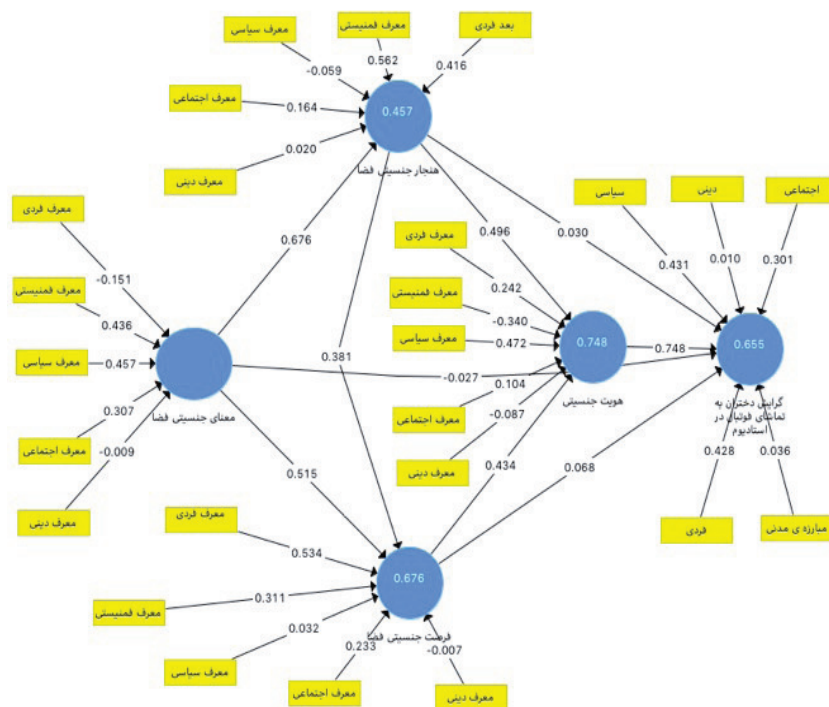 معرف سیاسی
معرف فمنیستی
بعد فردی
-0.059
0.562
0.416
معرف اجتماعی
0.164
0.457
معرف دینی
0.020
هنجار جنسیتی فضا
معرف فردی
-0.151
معرف فمنیستی
0.436
معرف سیاسی
0.457
0.307
معرف اجتماعی
-0.009
معرف دینی
معنای جنسیتی فضا
0.676
0.381
0.496
0.030
-0.027
0.515
سیاسی
دینی
اجتماعی
0.431
0.010
0.301
معرف فردی
0.242
معرف فمنیستی
-0.340
معرف سیاسی
0.472
0.104
معرف اجتماعی
-0.087
معرف دینی
0.748
هویت جنسیتی
0.748
0.655
گرایش دختران به
تماشای فوتبال در
استادیوم
0.434
0.068
0.428
0.036
فردی
مبارزه ی مدنی
معرف فردی
0.534
معرف فمنیستی
0.311
0.676
0.032
معرف سیاسی
فرصت جنسیتی فضا
0.233
-0.007
معرف اجتماعی
معرف دینی